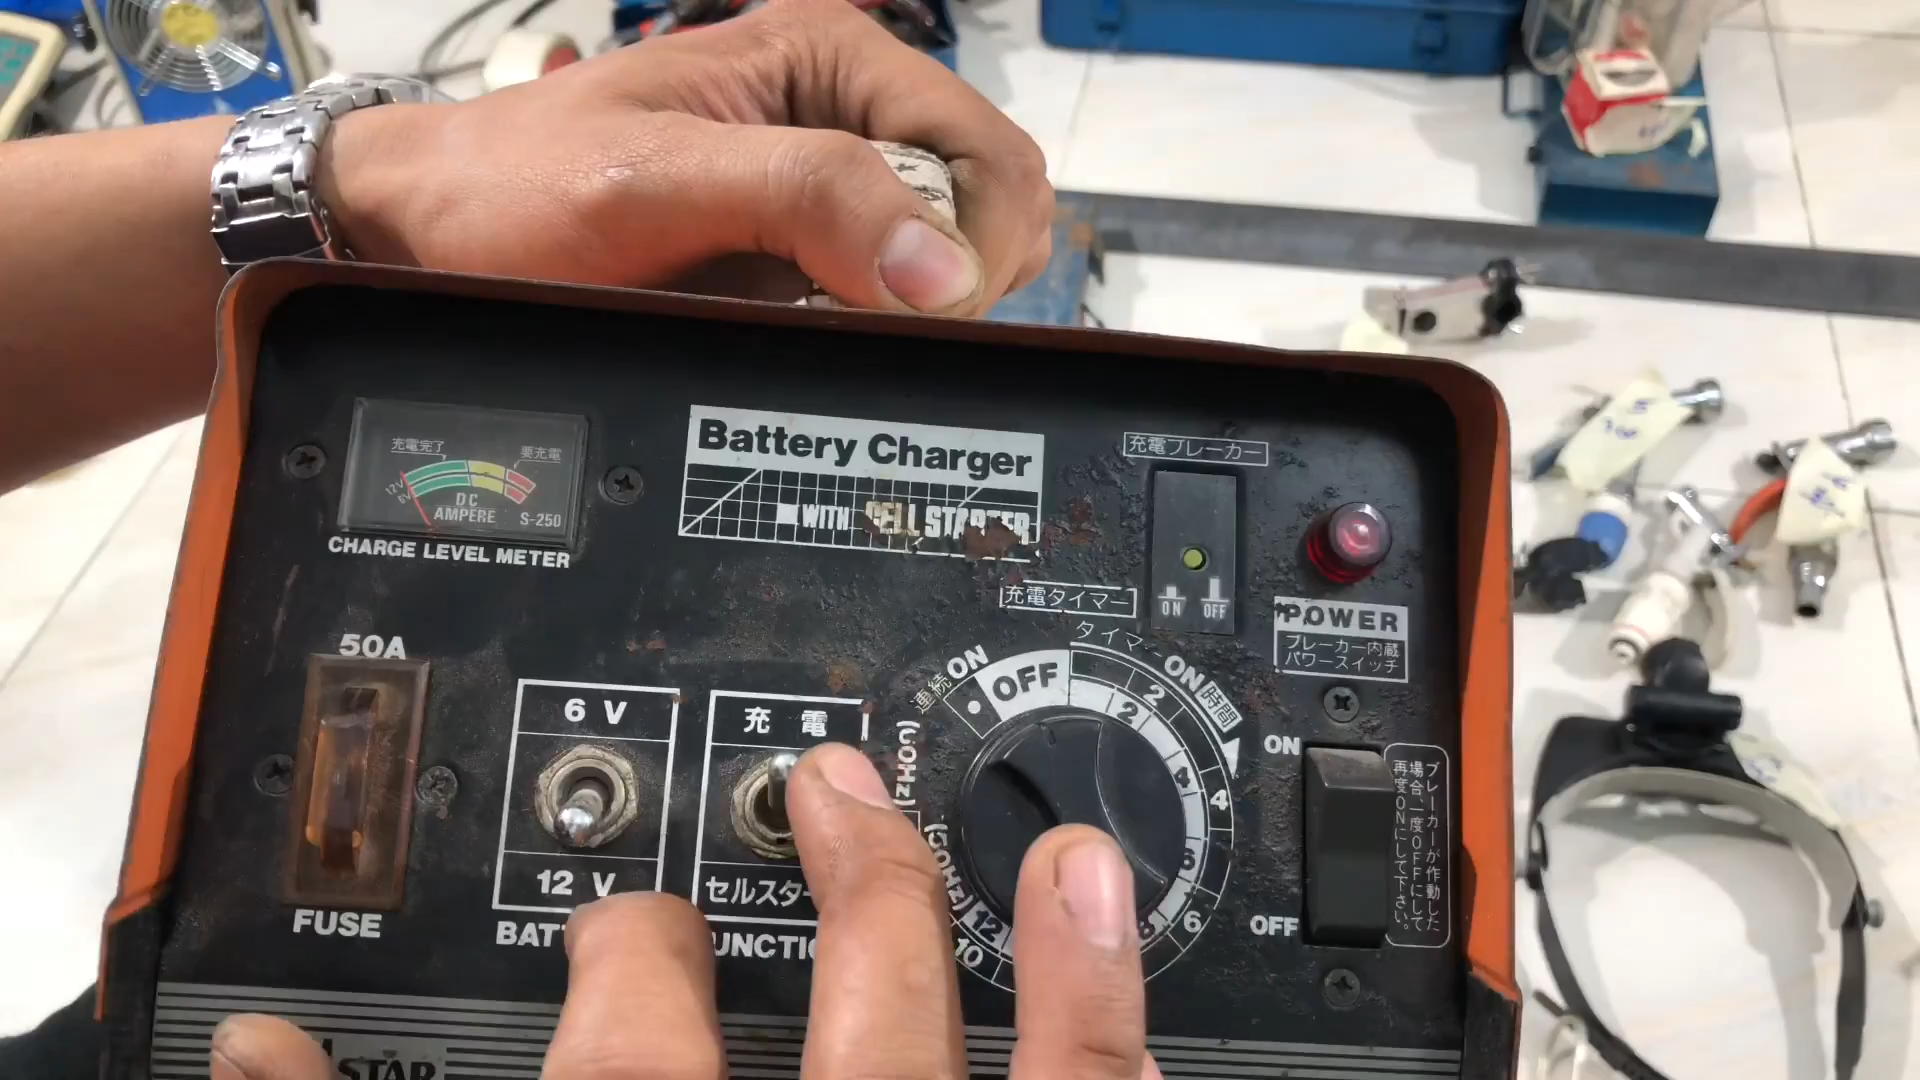 充電完了
要充電
12V
6V
DC
AMPERE
S-250
CHARGE LEVEL METER
Battery Charger
WITH CELL STARTER
充電ブレーカー
ON OFF
充電タイマー
POWER
ブレーカー内蔵
パワースイッチ
50A
FUSE
6 V
12 V
BATT
充 電
セルスター
UNCTIO
連続 ON
OFF
タイマー ON 時間
2
2
4
4
6
6
8
10
12
(60Hz)
(50Hz)
ON
OFF
ブレーカーが作動した
場合、一度OFFにして
再度ONにして下さい。
STAR